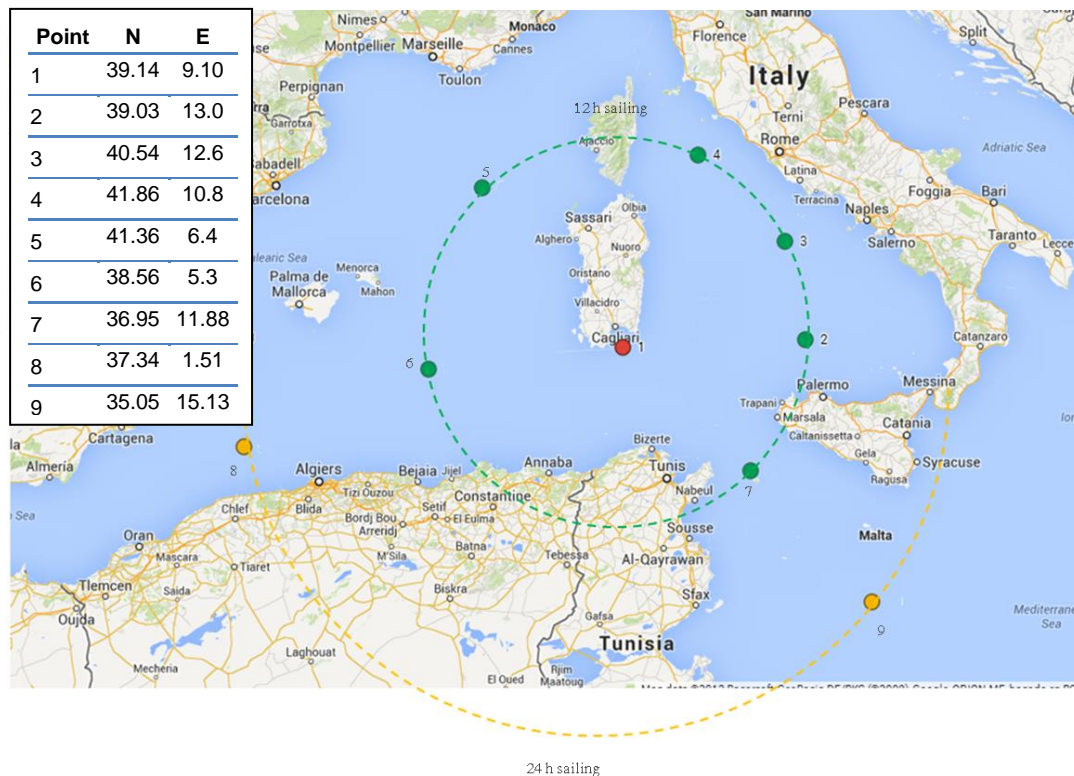 Point N E
1 39.14 9.10
2 39.03 13.0
3 40.54 12.6
4 41.86 10.8
5 41.36 6.4
6 38.56 5.3
7 36.95 11.88
8 37.34 1.51
9 35.05 15.13
Nimes
Monaco
San Marino
Montpellier
Marseille
Cannes
Florence
Split
Toulon
Perpignan
Italy
12 h sailing
Pescara
Garrotxa
Terni
Ajaccio
Rome
4
Adriatic Sea
5
Latina
Foggia
Bari
Terracina
Olbia
Naples
Sassari
Taranto
Lecce
Alghero
Nuoro
3
Salerno
Palma de
Mallorca
Menorca
Mahon
Oristano
Villacidro
Cagliari
1
2
Catanzaro
6
Palermo
Messina
Trapani
Marsala
Catania
Cartagena
Bizerte
Caltanissetta
Almeria
8
Algiers
Bejaia
Jijel
Annaba
Tunis
Gela
Syracuse
Tizi Ouzou
Constantine
Nabeul
7
Ragusa
Chlef
Blida
Setif
El Eulma
Bordj Bou
Arreridj
Sousse
Malta
Oran
Mascara
M'Sila
Batna
Tebessa
Al-Qayrawan
Tlemcen
Saida
Tiaret
Biskra
Sfax
Oujda
Gafsa
9
Mediterranean
Sea
Laghouat
Tunisia
Mecheria
El Oued
Rjim
Maatoug
24 h sailing